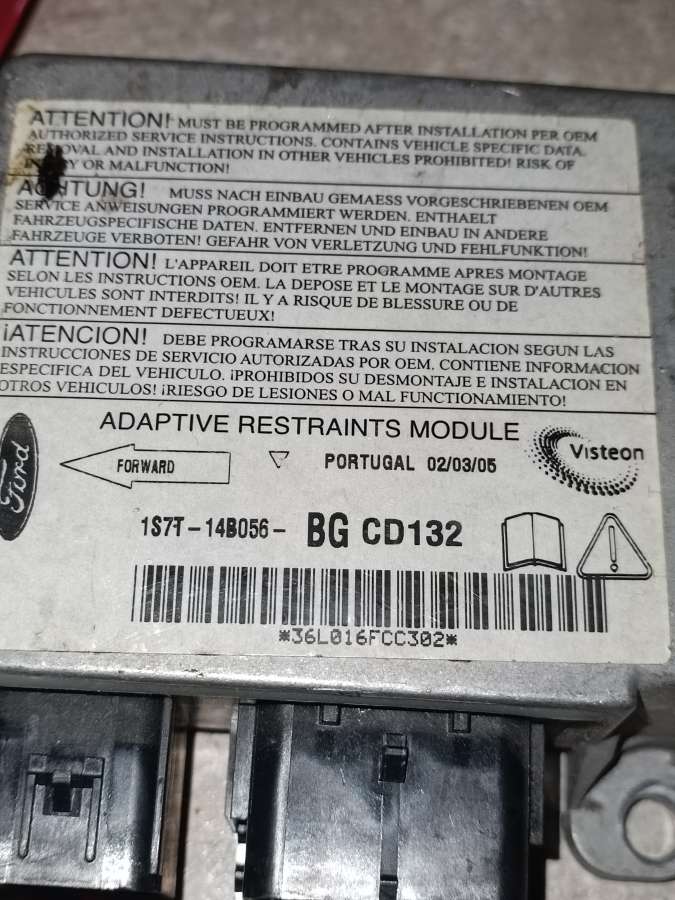 ATTENTION! MUST BE PROGRAMMED AFTER INSTALLATION PER OEM
AUTHORIZED SERVICE INSTRUCTIONS. CONTAINS VEHICLE SPECIFIC DATA.
REMOVAL AND INSTALLATION IN OTHER VEHICLES PROHIBITED! RISK OF
INJURY OR MALFUNCTION!
ACHTUNG! MUSS NACH EINBAU GEMAESS VORGESCHRIEBENEN OEM
SERVICE ANWEISUNGEN PROGRAMMIERT WERDEN. ENTHAELT
FAHRZEUGSPECIFISCHE DATEN. ENTFERNEN UND EINBAU IN ANDERE
FAHRZEUGE VERBOTEN! GEFAHR VON VERLETZUNG UND FEHLFUNKTION!
ATTENTION! L'APPAREIL DOIT ETRE PROGRAMME APRES MONTAGE
SELON LES INSTRUCTIONS OEM. LA DEPOSE ET LE MONTAGE SUR D'AUTRES
VEHICULES SONT INTERDITS! IL Y A RISQUE DE BLESSURE OU DE
FONCTIONNEMENT DEFECTUEUX!
¡ATENCION! DEBE PROGRAMARSE TRAS SU INSTALACION SEGUN LAS
INSTRUCCIONES DE SERVICIO AUTORIZADAS POR OEM. CONTIENE INFORMACION
ESPECIFICA DEL VEHICULO. ¡PROHIBIDOS SU DESMONTAJE E INSTALACION EN
OTROS VEHICULOS! ¡RIESGO DE LESIONES O MAL FUNCIONAMIENTO!
ADAPTIVE RESTRAINTS MODULE
Ford
FORWARD
PORTUGAL 02/03/05
Visteon
1S7T-14B056- BG CD132
*36L016FCC302*